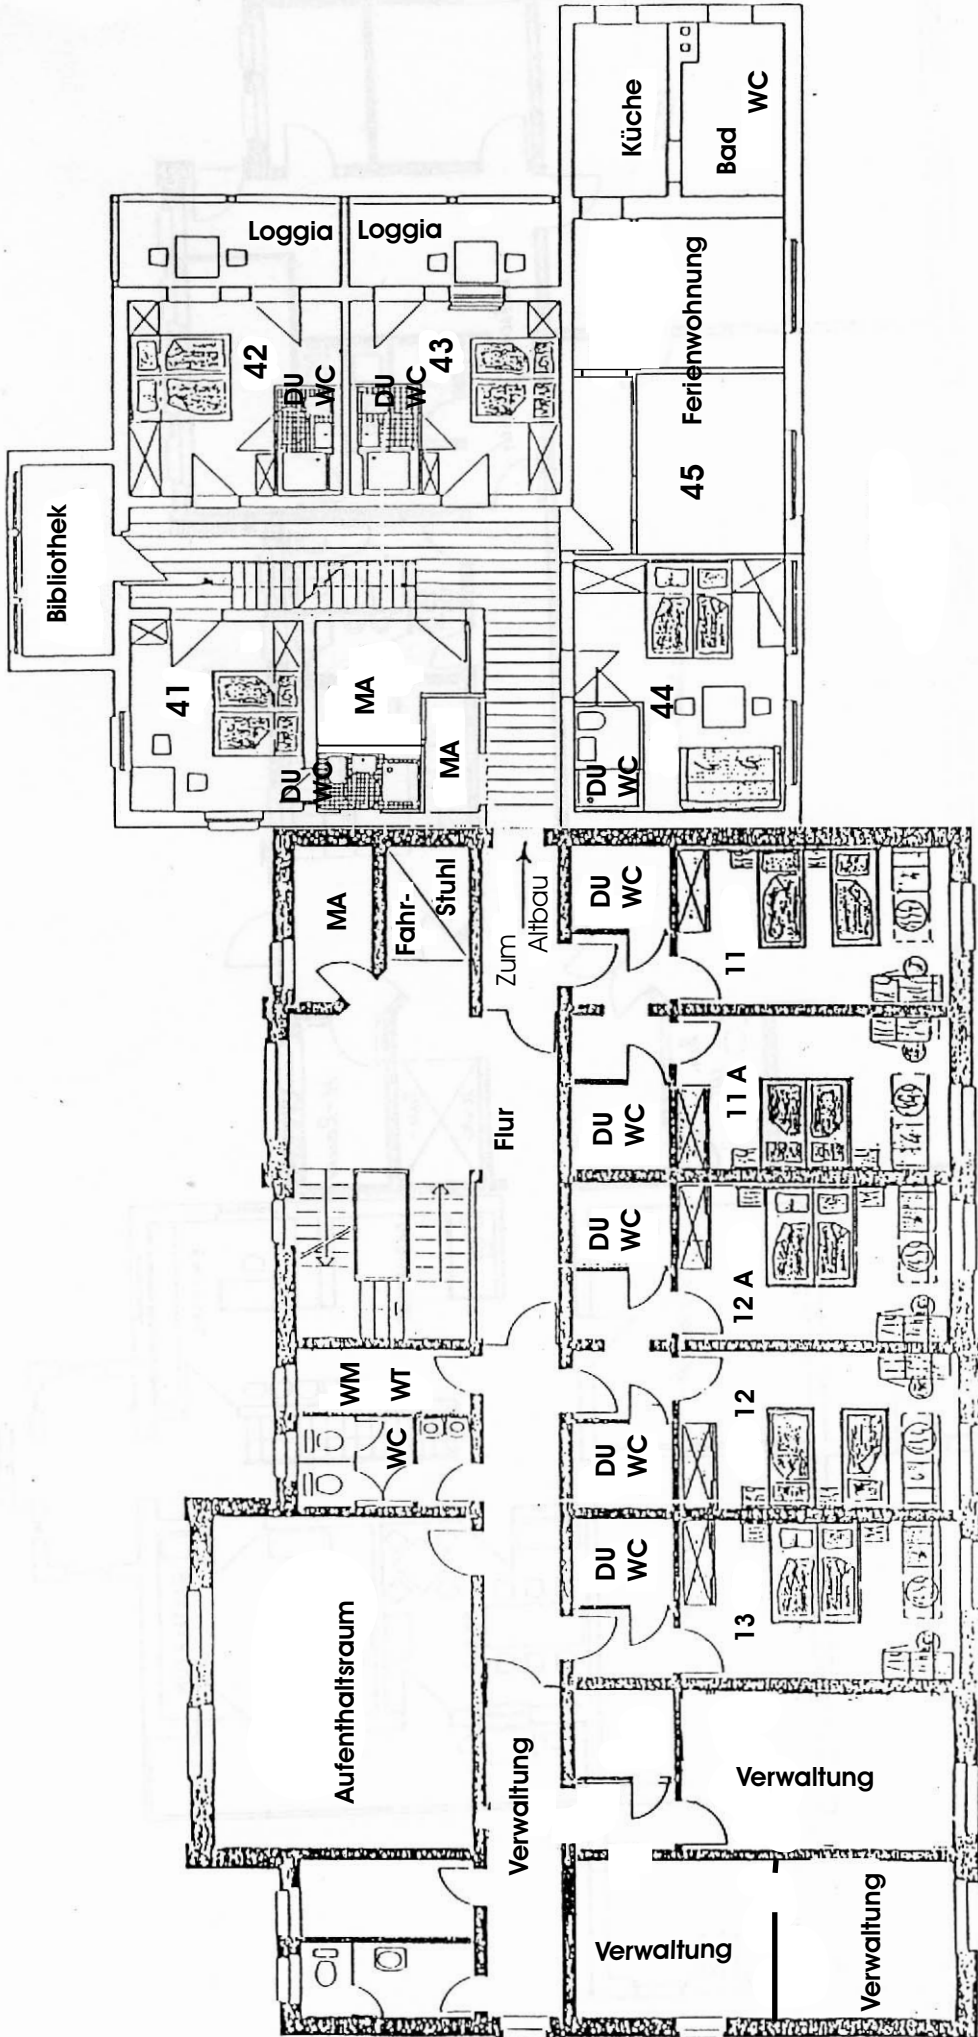 Küche
Bad
WC
Loggia
Loggia
42
DU
WC
43
DU
WC
Ferienwohnung
45
Bibliothek
41
DU
WC
MA
MA
44
DU
WC
MA
Fahr-
Stuhl
Zum
Altbau
DU
WC
11
Flur
DU
WC
11 A
DU
WC
12 A
WM
WT
WC
DU
WC
12
DU
WC
13
Aufenthaltsraum
Verwaltung
Verwaltung
Verwaltung
Verwaltung